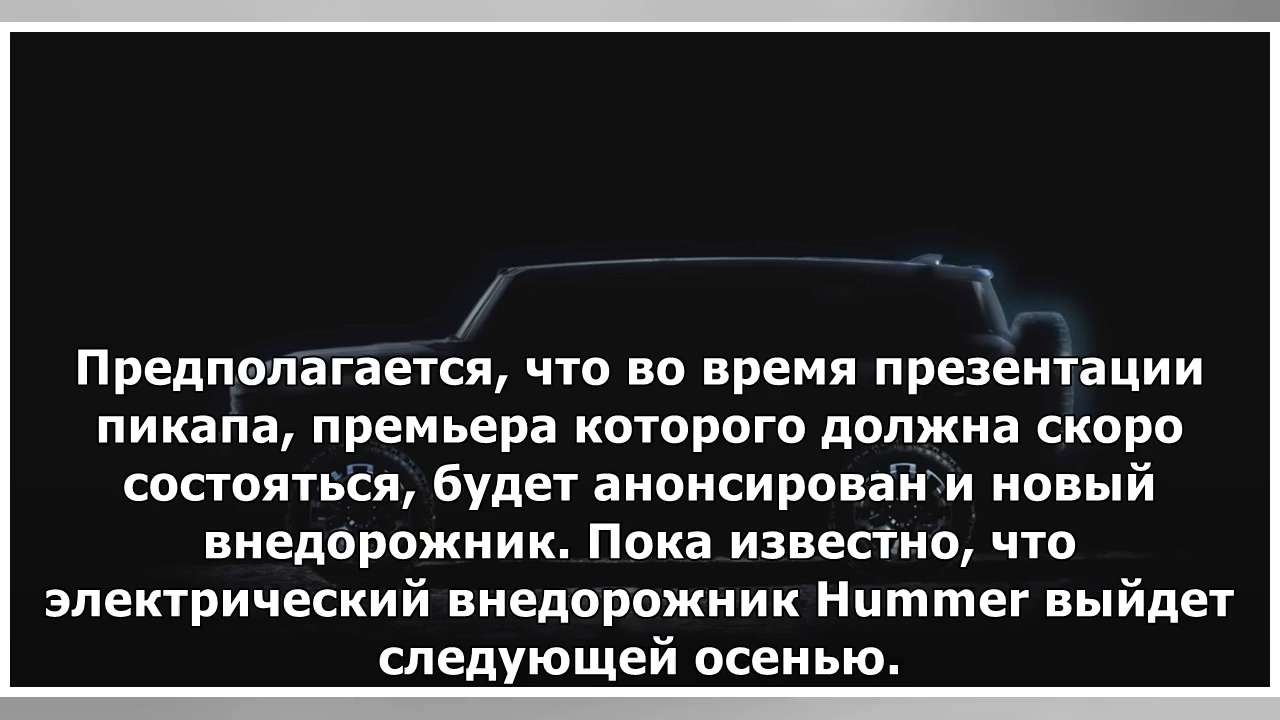 Предполагается, что во время презентации
пикапа, премьера которого должна скоро
состояться, будет анонсирован и новый
внедорожник. Пока известно, что
электрический внедорожник Hummer выйдет
следующей осенью.